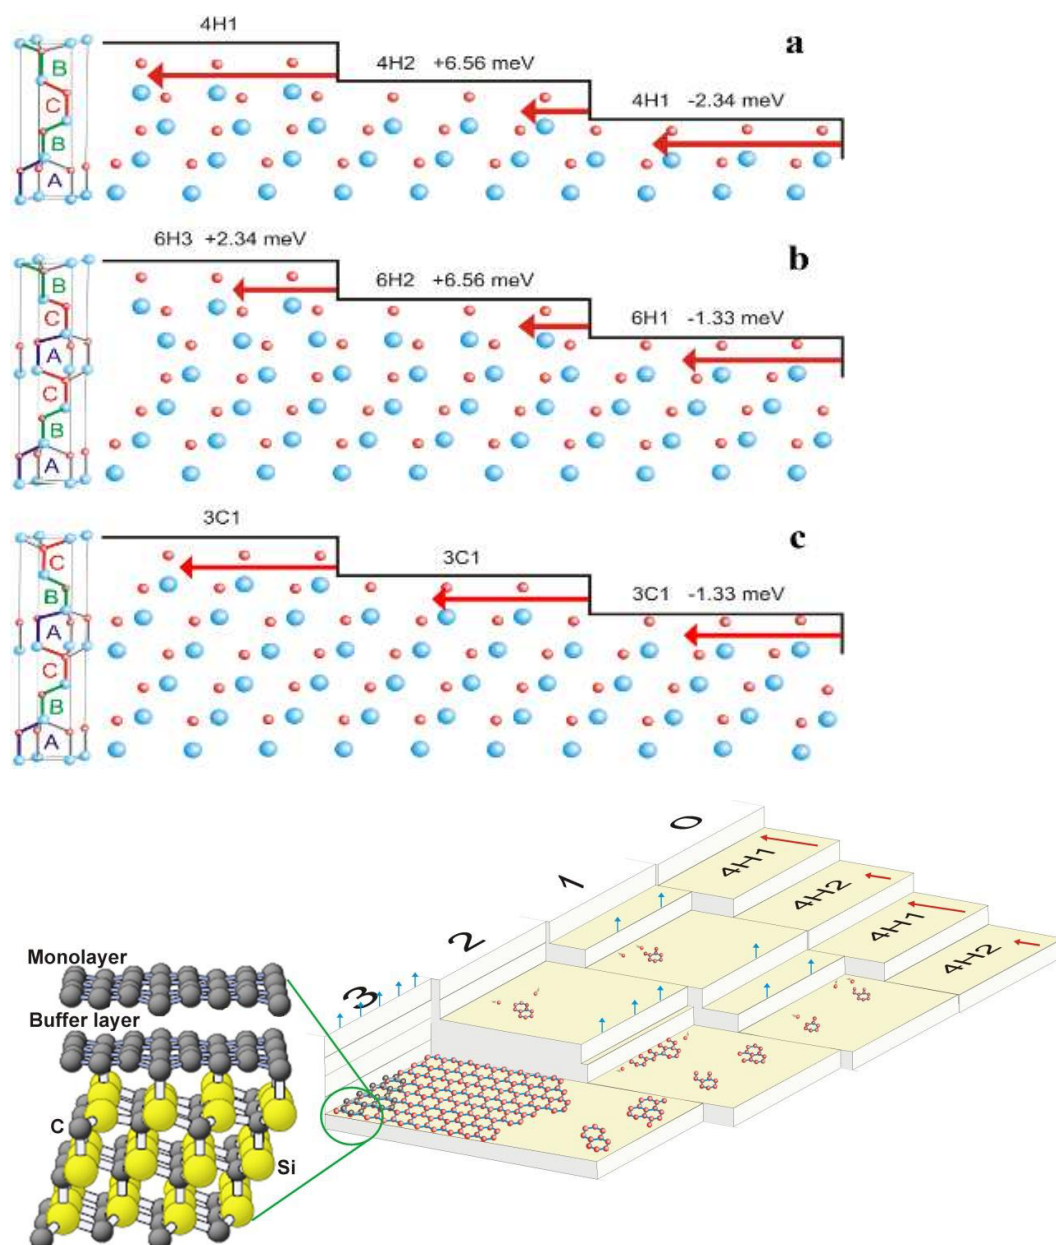 a
4H1
4H2 +6.56 meV
4H1 -2.34 meV
B
C
B
A
b
6H3 +2.34 meV
6H2 +6.56 meV
6H1 -1.33 meV
B
C
A
C
B
A
c
3C1
3C1
3C1 -1.33 meV
C
B
A
C
B
A
0
1
2
3
4H1
4H2
4H1
4H2
Monolayer
Buffer layer
C
Si